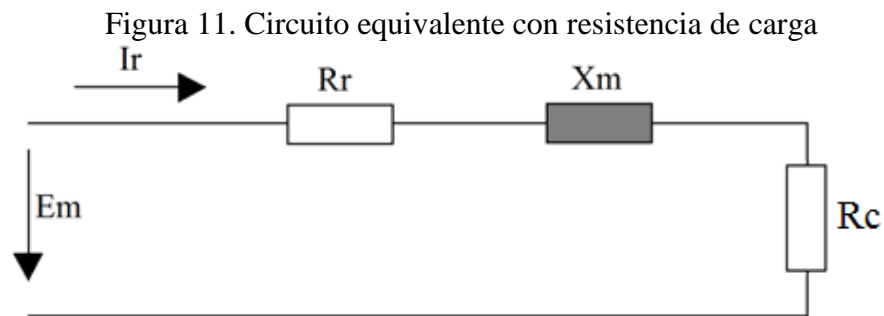 Figura 11. Circuito equivalente con resistencia de carga
Ir
Rr
Xm
Em
Rc